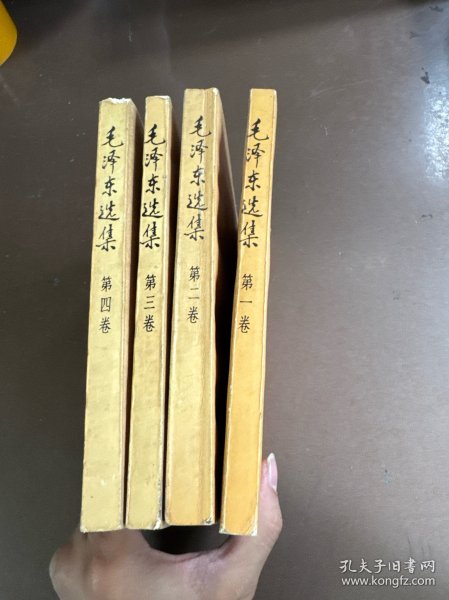 毛泽东选集
第四卷
毛泽东选集
第三卷
毛泽东选集
第二卷
毛泽东选集
第一卷
孔夫子旧书网
www.kongfz.com